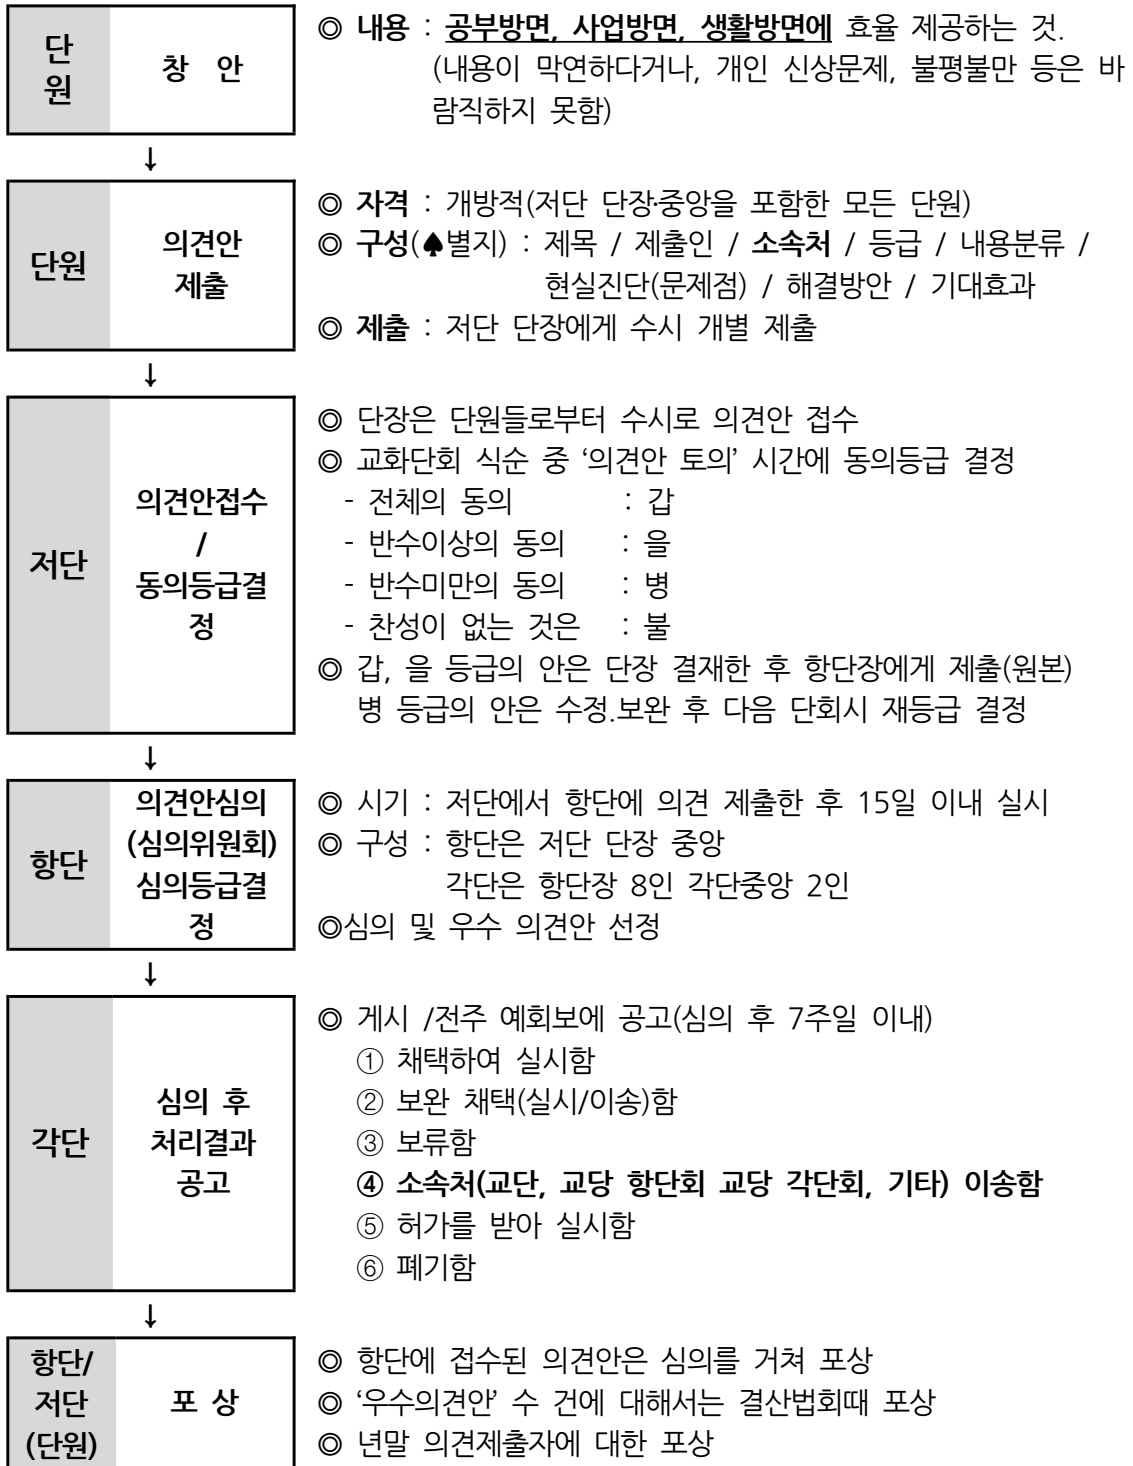 단
원
창 안
◎ 내용 : 공부방면, 사업방면, 생활방면에 효율 제공하는 것.
(내용이 막연하다거나, 개인 신상문제, 불평불만 등은 바
람직하지 못함)
↓
단원
의견안
제출
◎ 자격 : 개방적(저단 단장·중앙을 포함한 모든 단원)
◎ 구성(♠별지) : 제목 / 제출인 / 소속처 / 등급 / 내용분류 /
현실진단(문제점) / 해결방안 / 기대효과
◎ 제출 : 저단 단장에게 수시 개별 제출
↓
저단
의견안접수
/
동의등급결
정
◎ 단장은 단원들로부터 수시로 의견안 접수
◎ 교화단회 식순 중 ‘의견안 토의’ 시간에 동의등급 결정
- 전체의 동의 : 갑
- 반수이상의 동의 : 을
- 반수미만의 동의 : 병
- 찬성이 없는 것은 : 불
◎ 갑, 을 등급의 안은 단장 결재한 후 항단장에게 제출(원본)
병 등급의 안은 수정.보완 후 다음 단회시 재등급 결정
↓
항단
의견안심의
(심의위원회)
심의등급결
정
◎ 시기 : 저단에서 항단에 의견 제출한 후 15일 이내 실시
◎ 구성 : 항단은 저단 단장 중앙
각단은 항단장 8인 각단중앙 2인
◎심의 및 우수 의견안 선정
↓
각단
심의 후
처리결과
공고
◎ 게시 /전주 예회보에 공고(심의 후 7주일 이내)
① 채택하여 실시함
② 보완 채택(실시/이송)함
③ 보류함
④ 소속처(교단, 교당 항단회 교당 각단회, 기타) 이송함
⑤ 허가를 받아 실시함
⑥ 폐기함
↓
항단/
저단
(단원)
포 상
◎ 항단에 접수된 의견안은 심의를 거쳐 포상
◎ ‘우수의견안’ 수 건에 대해서는 결산법회때 포상
◎ 년말 의견제출자에 대한 포상